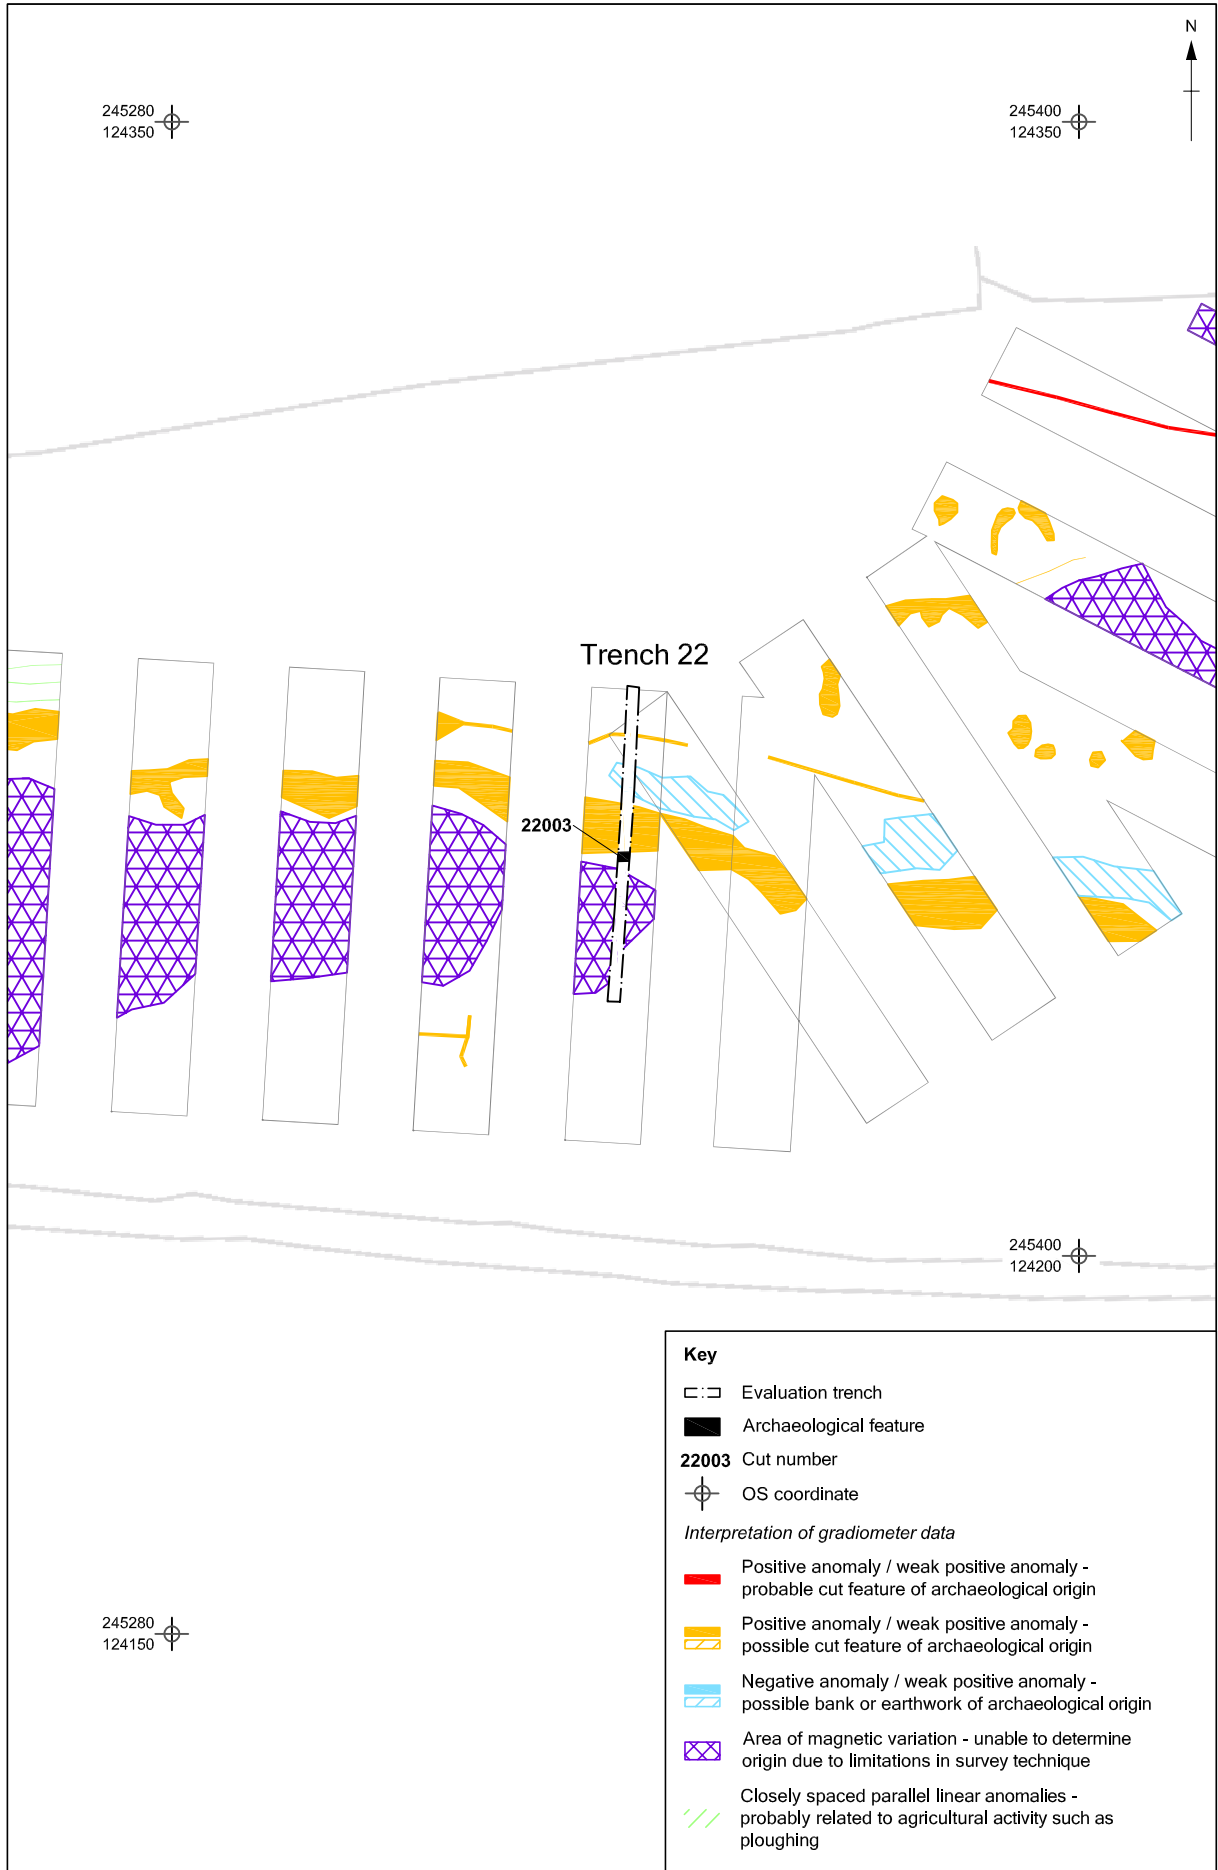 N
245280
124350
245400
124350
Trench 22
22003
245400
124200
245280
124150
Key
Evaluation trench
Archaeological feature
22003 Cut number
OS coordinate
Interpretation of gradiometer data
Positive anomaly / weak positive anomaly -
probable cut feature of archaeological origin
Positive anomaly / weak positive anomaly -
possible cut feature of archaeological origin
Negative anomaly / weak positive anomaly -
possible bank or earthwork of archaeological origin
Area of magnetic variation - unable to determine
origin due to limitations in survey technique
Closely spaced parallel linear anomalies -
probably related to agricultural activity such as
ploughing